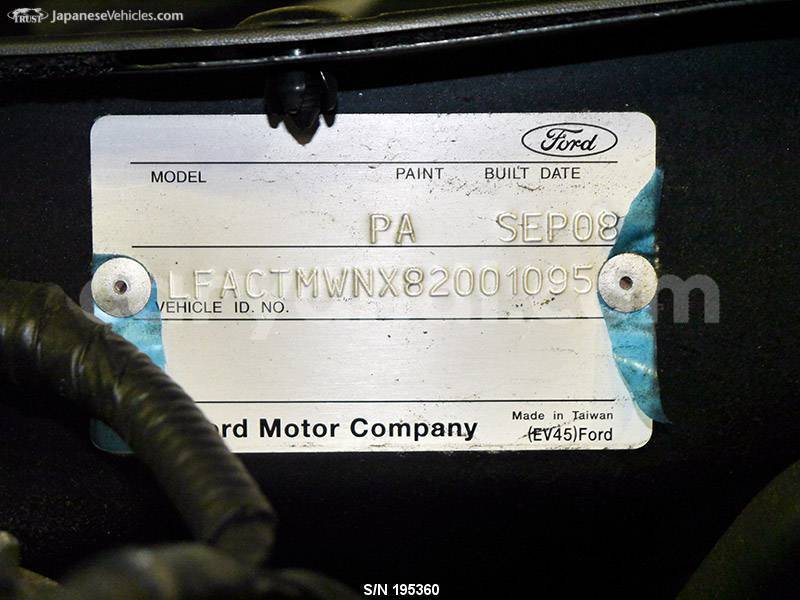 TRUST JapaneseVehicles.com
Ford
MODEL PAINT BUILT DATE
PA SEP08
LFACTMWNX82001095
VEHICLE ID. NO.
ord Motor Company
Made in Taiwan
(EV45)Ford
S/N 195360